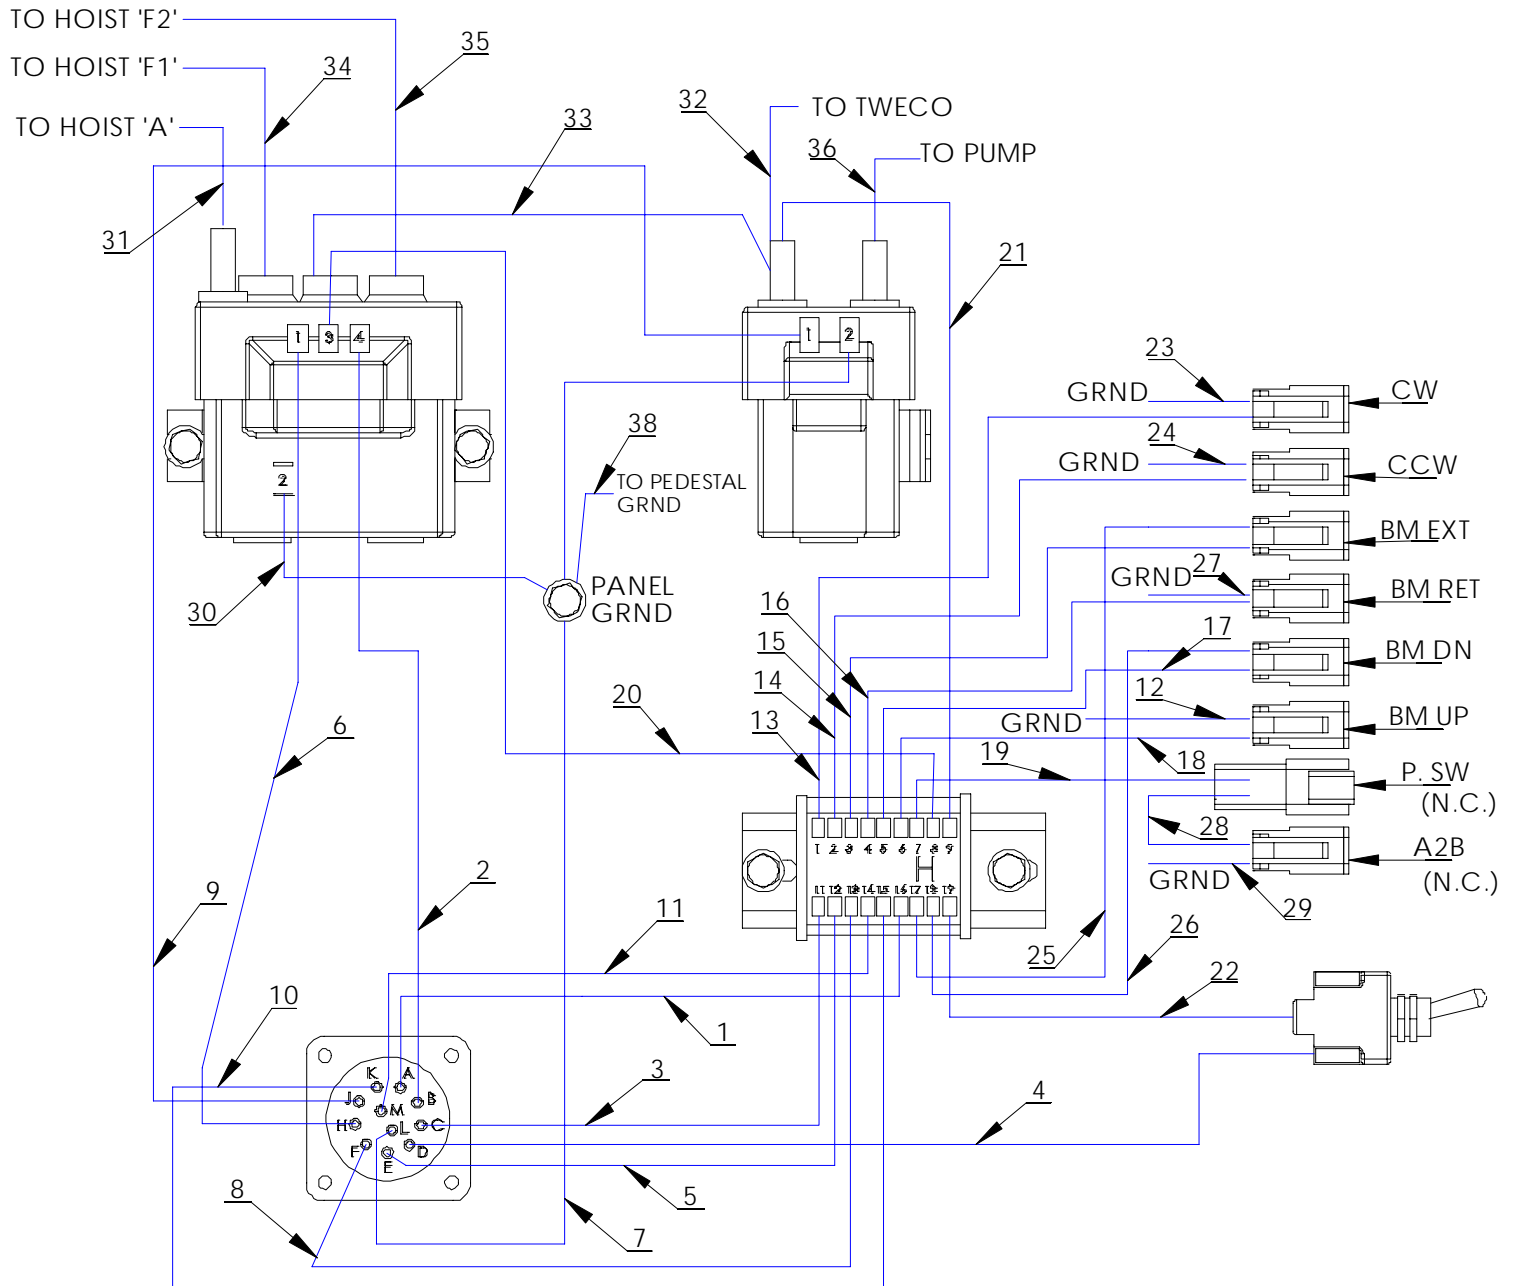 TO HOIST 'F2'
TO HOIST 'F1'
TO HOIST 'A'
35
34
33
32
TO TWECO
36
TO PUMP
31
21
1 3 4
1 2
2
23
GRND
CW
38
24
GRND
CCW
TO PEDESTAL
GRND
BM EXT
30
PANEL
GRND
GRND
27
BM RET
16
15
14
13
17
BM DN
12
GRND
BM UP
6
20
19
18
P. SW
(N.C.)
28
A2B
(N.C.)
GRND
29
1 2 3 4 5 6 7 8 9
H
11 12 13 14 15 16 17 18 19
9
2
11
25
26
22
10
1
3
4
K A
J B
M
H L C
F D
E
8
5
7